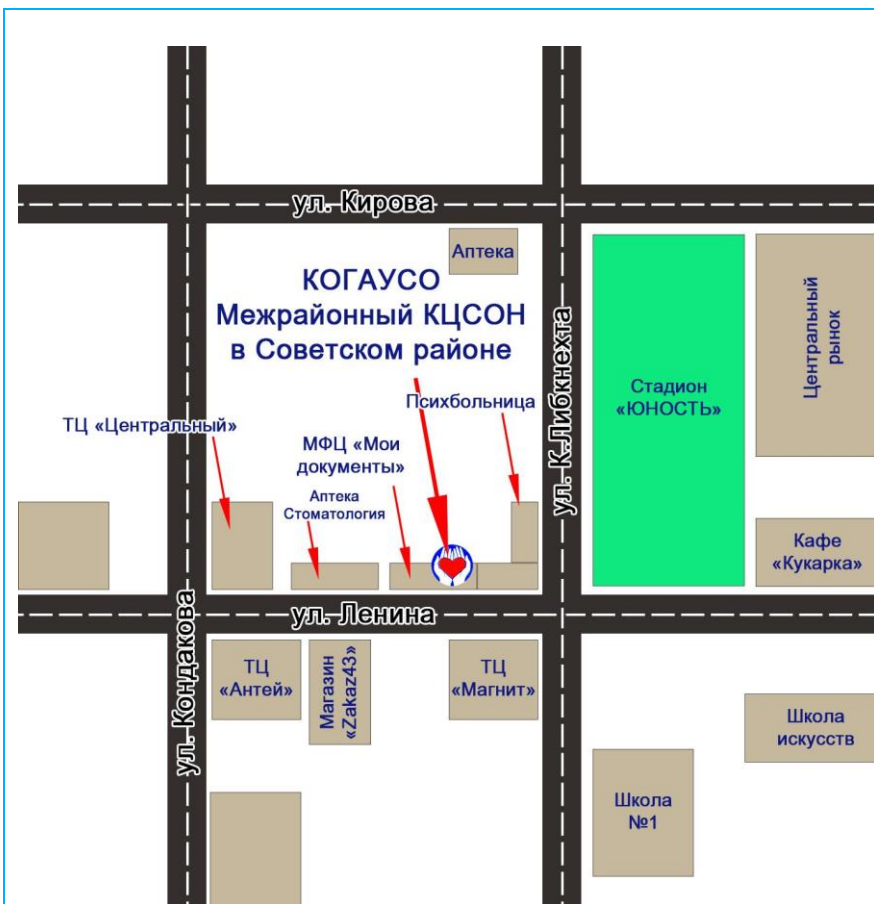 ул. Кирова
Аптека
КОГАУСО
Межрайонный КЦСОН
в Советском районе
Центральный
рынок
Стадион
«ЮНОСТЬ»
ул. К.Либкнехта
Психбольница
ТЦ «Центральный»
МФЦ «Мои
документы»
Аптека
Стоматология
Кафе
«Кукарка»
ул. Ленина
ул. Кондакова
ТЦ
«Антей»
Магазин
«Zakaz43»
ТЦ
«Магнит»
Школа
искусств
Школа
№1